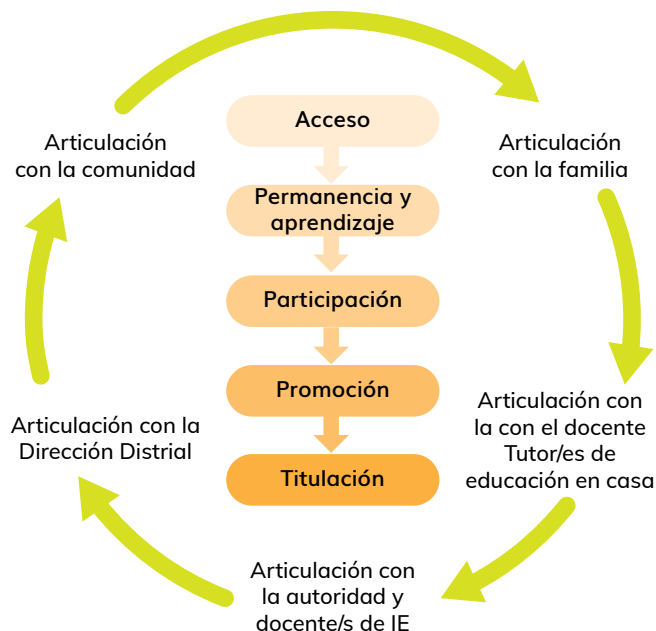 Acceso
Permanencia y
aprendizaje
Participación
Promoción
Titulación
Articulación
con la comunidad
Articulación
con la familia
Articulación con
la con el docente
Tutor/es de
educación en casa
Articulación con
la autoridad y
docente/s de IE
Articulación con la
Dirección Distrial